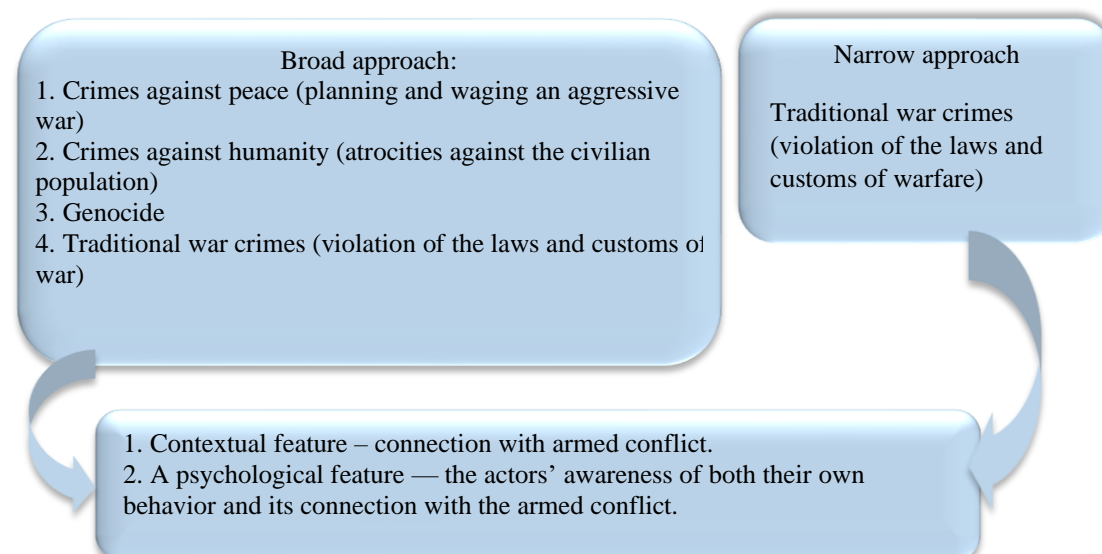 Broad approach:
1. Crimes against peace (planning and waging an aggressive
war)
2. Crimes against humanity (atrocities against the civilian
population)
3. Genocide
4. Traditional war crimes (violation of the laws and customs of
war)
Narrow approach
Traditional war crimes
(violation of the laws and
customs of warfare)
1. Contextual feature – connection with armed conflict.
2. A psychological feature — the actors’ awareness of both their own
behavior and its connection with the armed conflict.